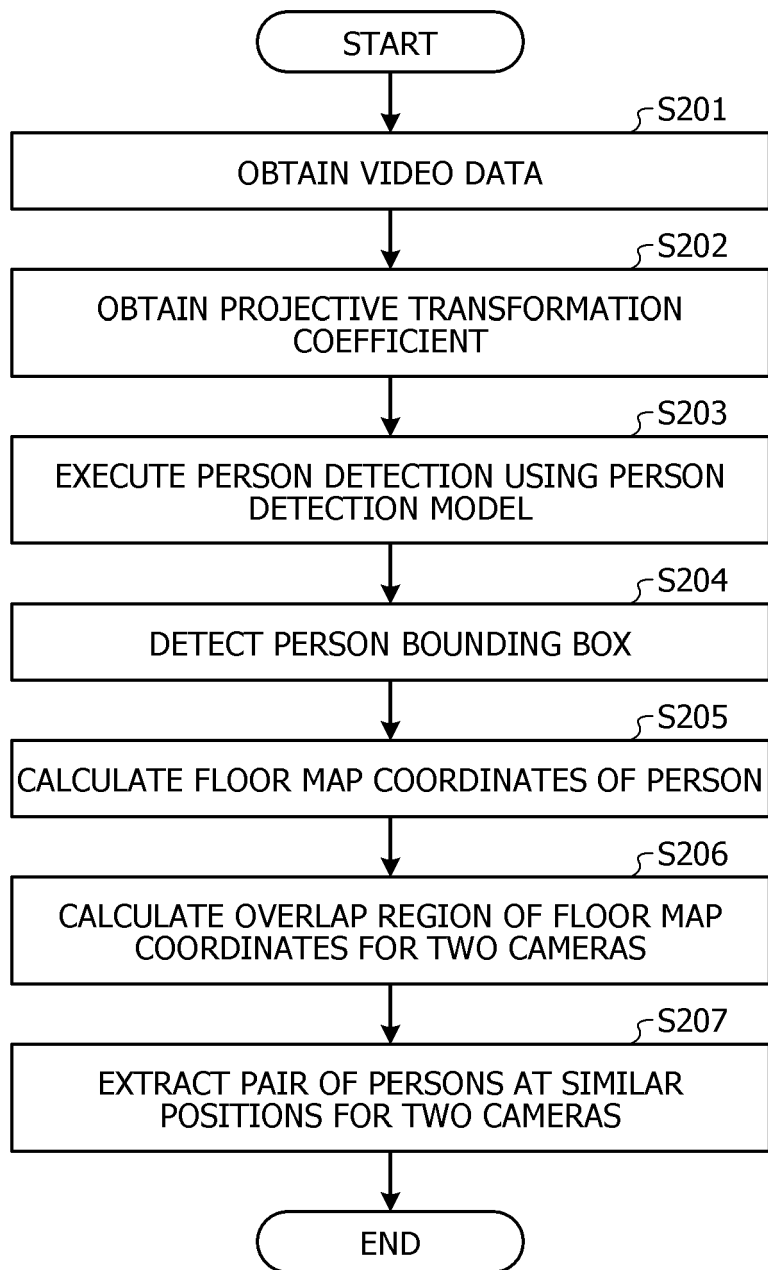 START
S201
OBTAIN VIDEO DATA
S202
OBTAIN PROJECTIVE TRANSFORMATION
COEFFICIENT
S203
EXECUTE PERSON DETECTION USING PERSON
DETECTION MODEL
S204
DETECT PERSON BOUNDING BOX
S205
CALCULATE FLOOR MAP COORDINATES OF PERSON
S206
CALCULATE OVERLAP REGION OF FLOOR MAP
COORDINATES FOR TWO CAMERAS
S207
EXTRACT PAIR OF PERSONS AT SIMILAR
POSITIONS FOR TWO CAMERAS
END